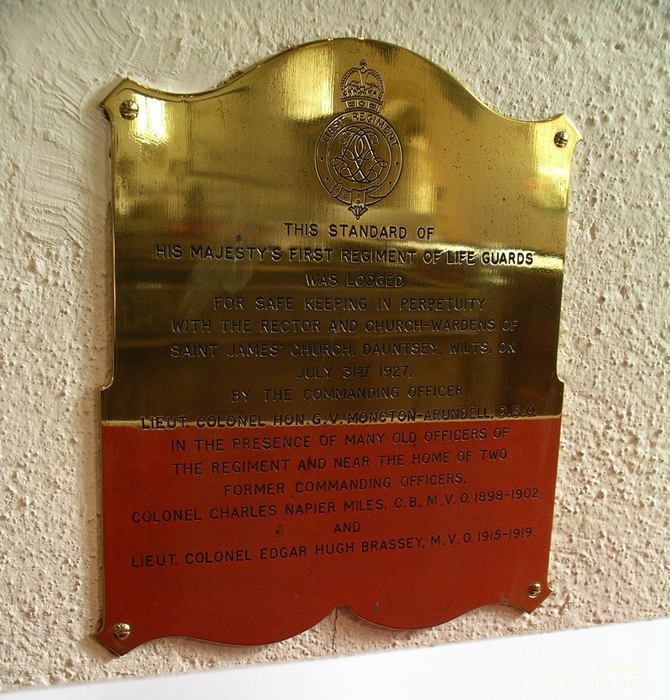 FIRST REGIMENT
THIS STANDARD OF
HIS MAJESTY'S FIRST REGIMENT OF LIFE GUARDS
WAS LODGED
FOR SAFE KEEPING IN PERPETUITY
WITH THE RECTOR AND CHURCH-WARDENS OF
SAINT JAMES' CHURCH, DAUNTSEY, WILTS, ON
JULY 31ST 1927,
BY THE COMMANDING OFFICER
LIEUT. COLONEL HON. G. V. MONCTON-ARUNDELL, D.S.O.
IN THE PRESENCE OF MANY OLD OFFICERS OF
THE REGIMENT AND NEAR THE HOME OF TWO
FORMER COMMANDING OFFICERS,
COLONEL CHARLES NAPIER MILES, C.B., M.V.O. 1898-1902
AND
LIEUT. COLONEL EDGAR HUGH BRASSEY, M.V.O. 1915-1919.
Dauntsey
2005